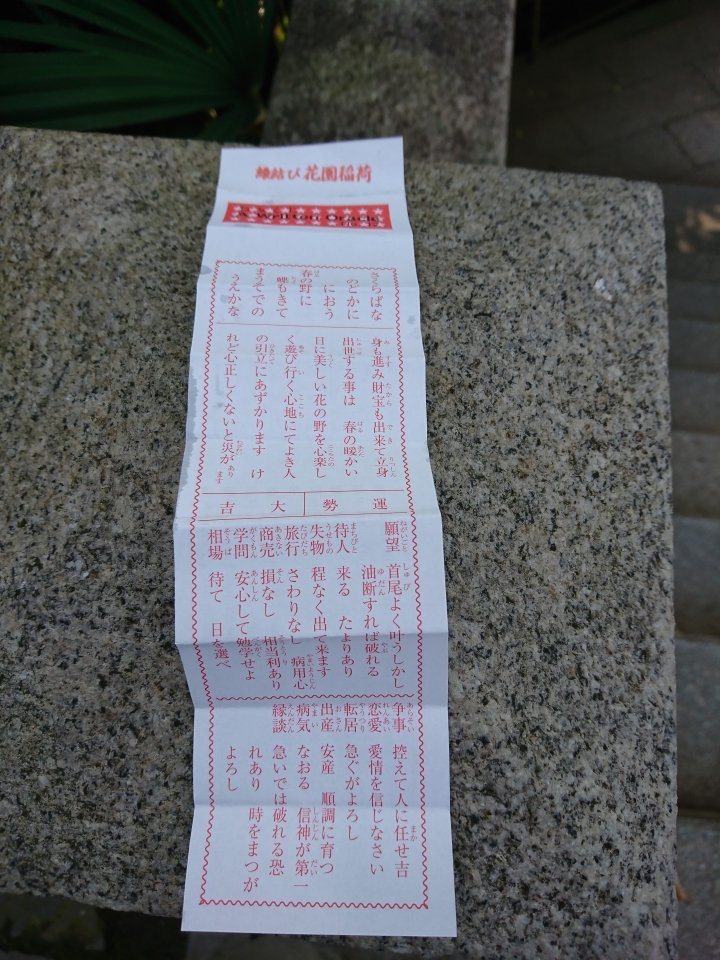 縁結び 花園稲荷
A Written Oracle
さらばな
のどかに
におう
春の野に
蝶もきて
まうでの
うえかな
身も進み財宝も出来て立身
出世する事は 春の暖かい
日に美しい花の野を心楽し
く遊び行く心地にてよき人
の引立にあずかります け
れど心正しくないと災があります
運勢 大吉
願望 首尾よく叶うしかし
油断すれば破れる
待人 来る たよりあり
失物 程なく出て来ます
旅行 さわりなし 病用心
商売 損なし 相当利あり
学問 安心して勉学せよ
相場 待て 日を選べ
争事 控えて人に任せ吉
恋愛 愛情を信じなさい
転居 急ぐがよろし
出産 安産 順調に育つ
病気 なおる 信神が第一
縁談 急いでは破れる恐
れあり 時をまつが
よろし